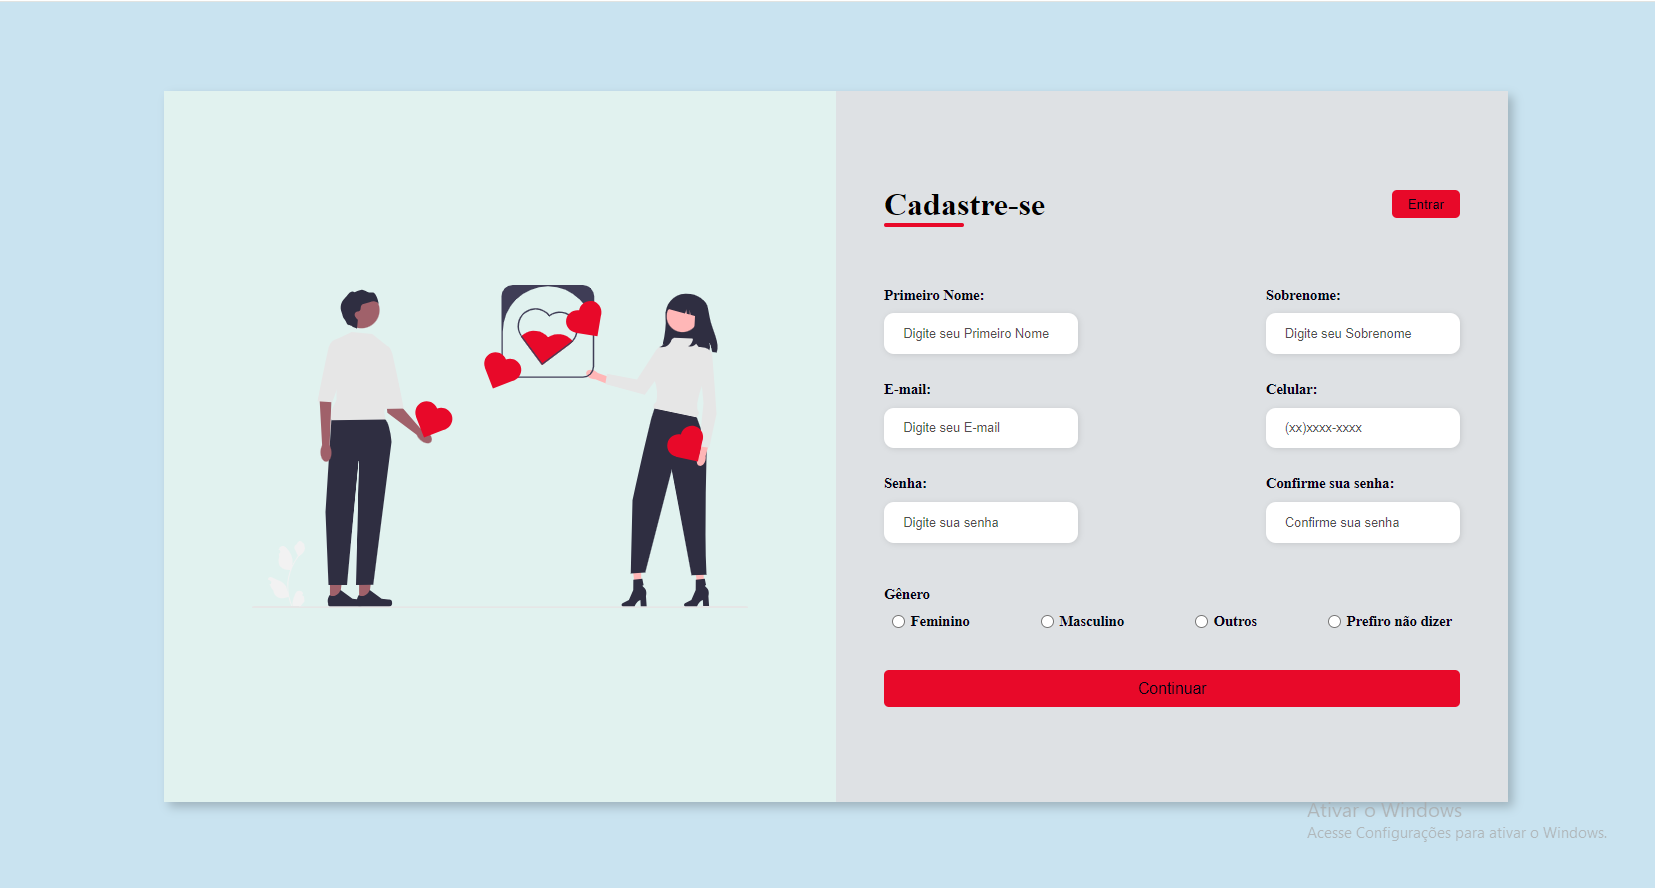 Cadastre-se
Entrar
Primeiro Nome:
Sobrenome:
Digite seu Primeiro Nome
Digite seu Sobrenome
E-mail:
Celular:
Digite seu E-mail
(xx)xxxx-xxxx
Senha:
Confirme sua senha:
Digite sua senha
Confirme sua senha
Gênero
Feminino
Masculino
Outros
Prefiro não dizer
Continuar
Ativar o Windows
Acesse Configurações para ativar o Windows.